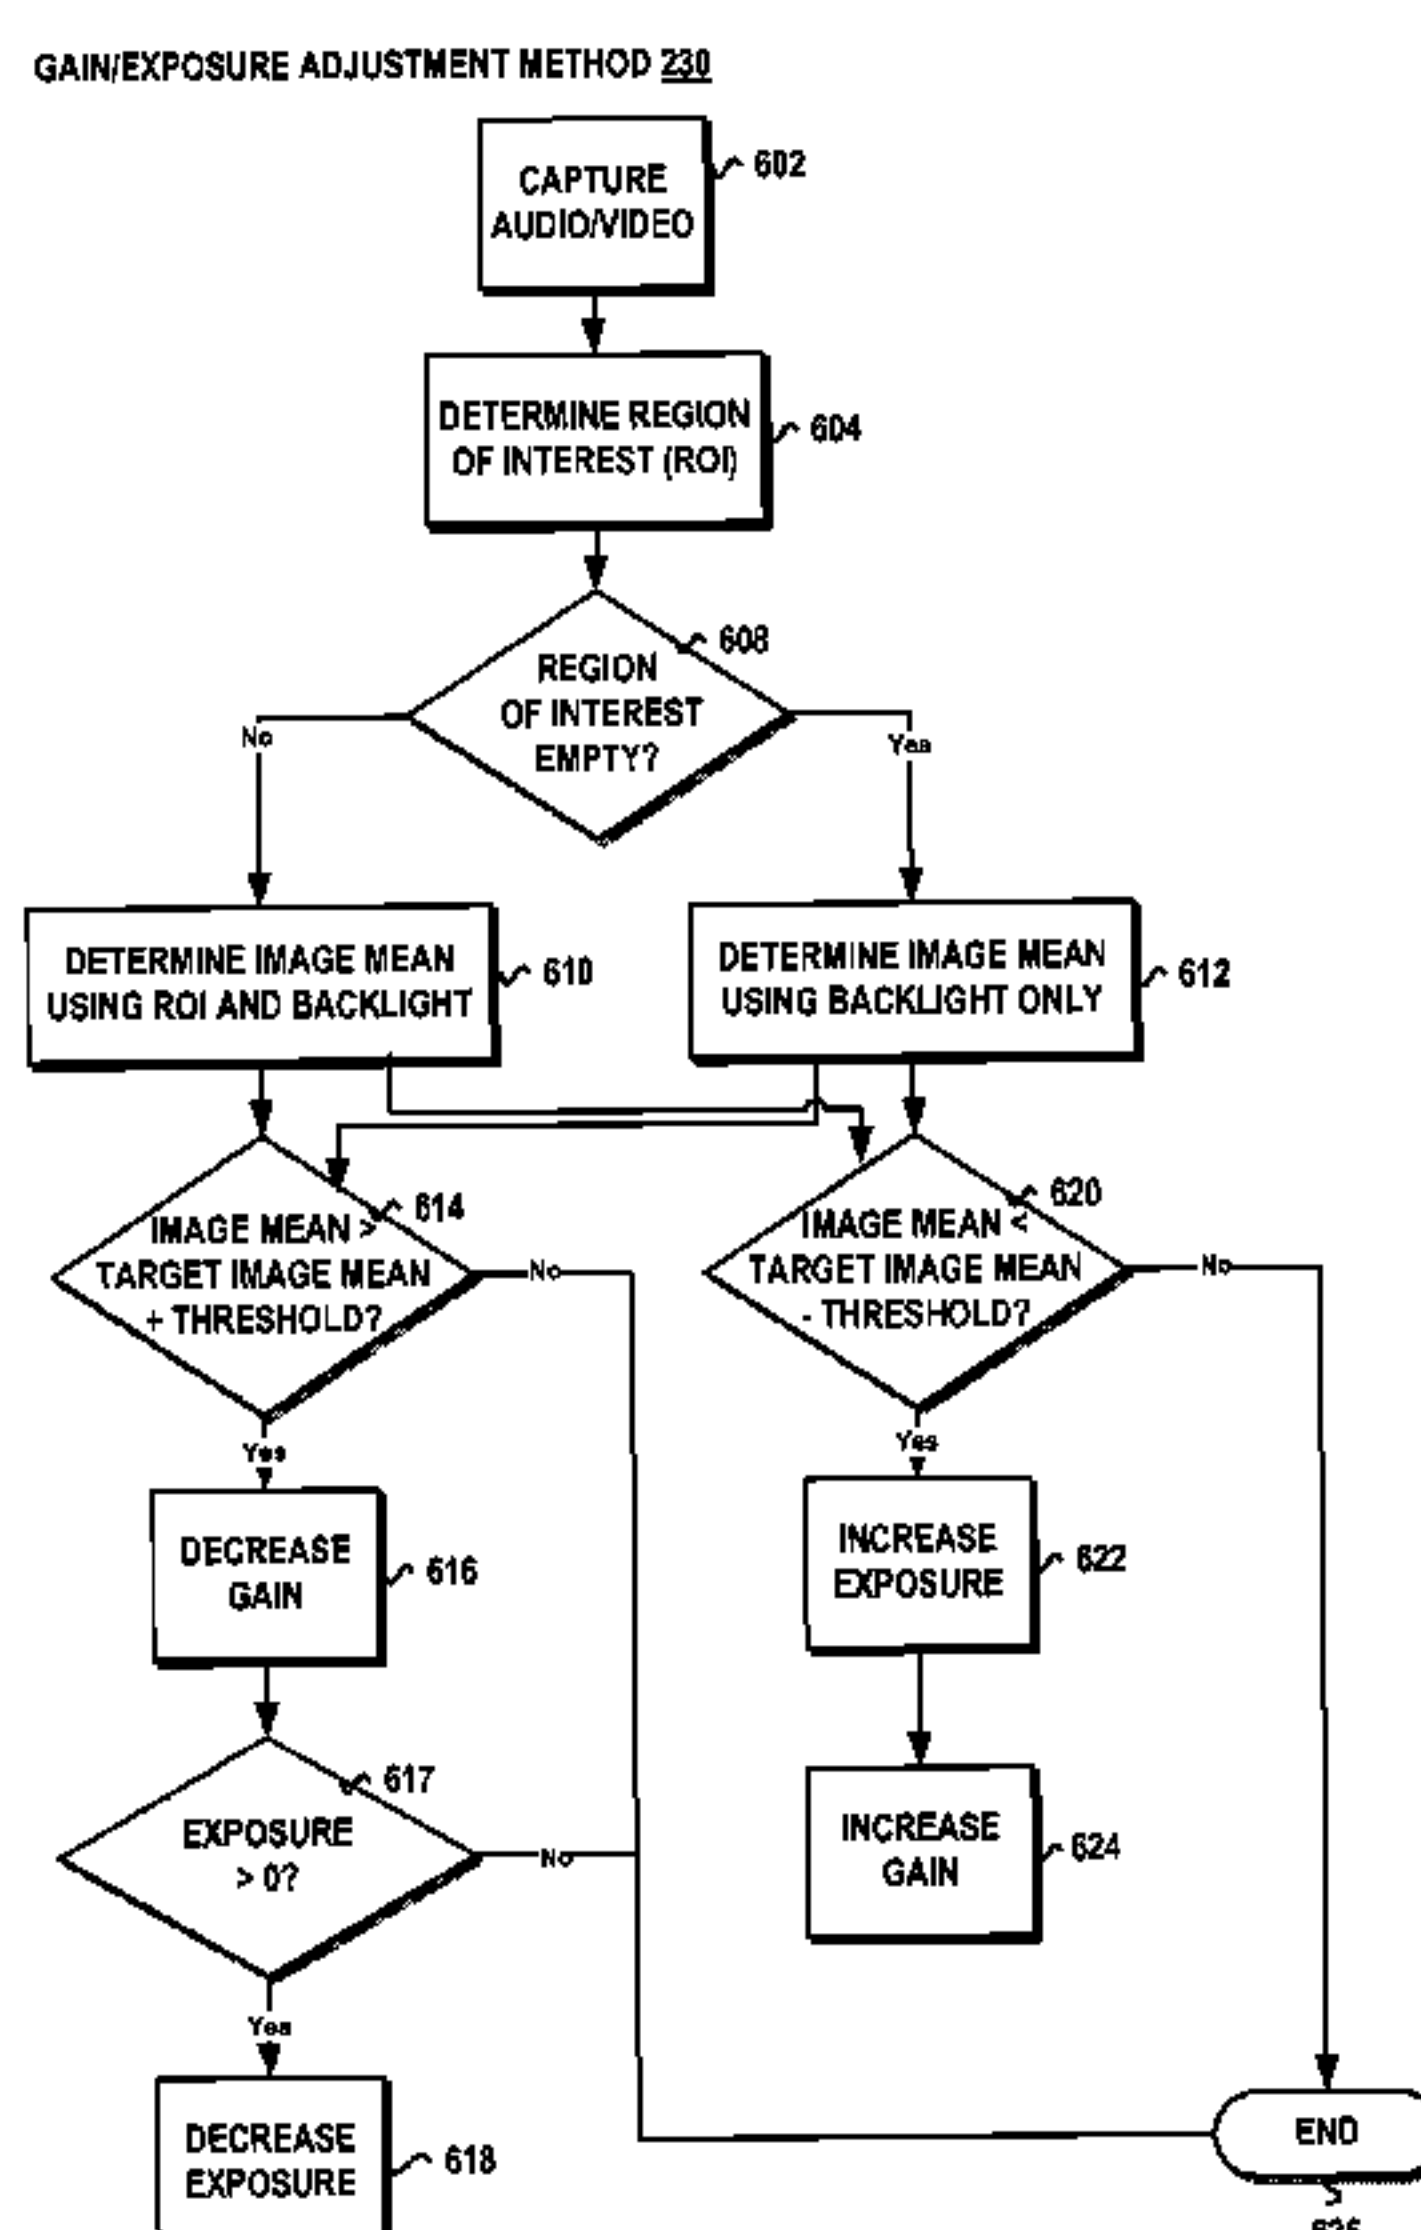 GAIN/EXPOSURE ADJUSTMENT METHOD 230
CAPTURE
AUDIO/VIDEO
602
DETERMINE REGION
OF INTEREST (ROI)
604
REGION
OF INTEREST
EMPTY?
608
No
Yes
DETERMINE IMAGE MEAN
USING ROI AND BACKLIGHT
610
DETERMINE IMAGE MEAN
USING BACKLIGHT ONLY
612
IMAGE MEAN >
TARGET IMAGE MEAN
+ THRESHOLD?
614
No
IMAGE MEAN <
TARGET IMAGE MEAN
- THRESHOLD?
620
No
Yes
Yes
DECREASE
GAIN
616
INCREASE
EXPOSURE
622
EXPOSURE
> 0?
617
No
INCREASE
GAIN
624
Yes
DECREASE
EXPOSURE
618
END